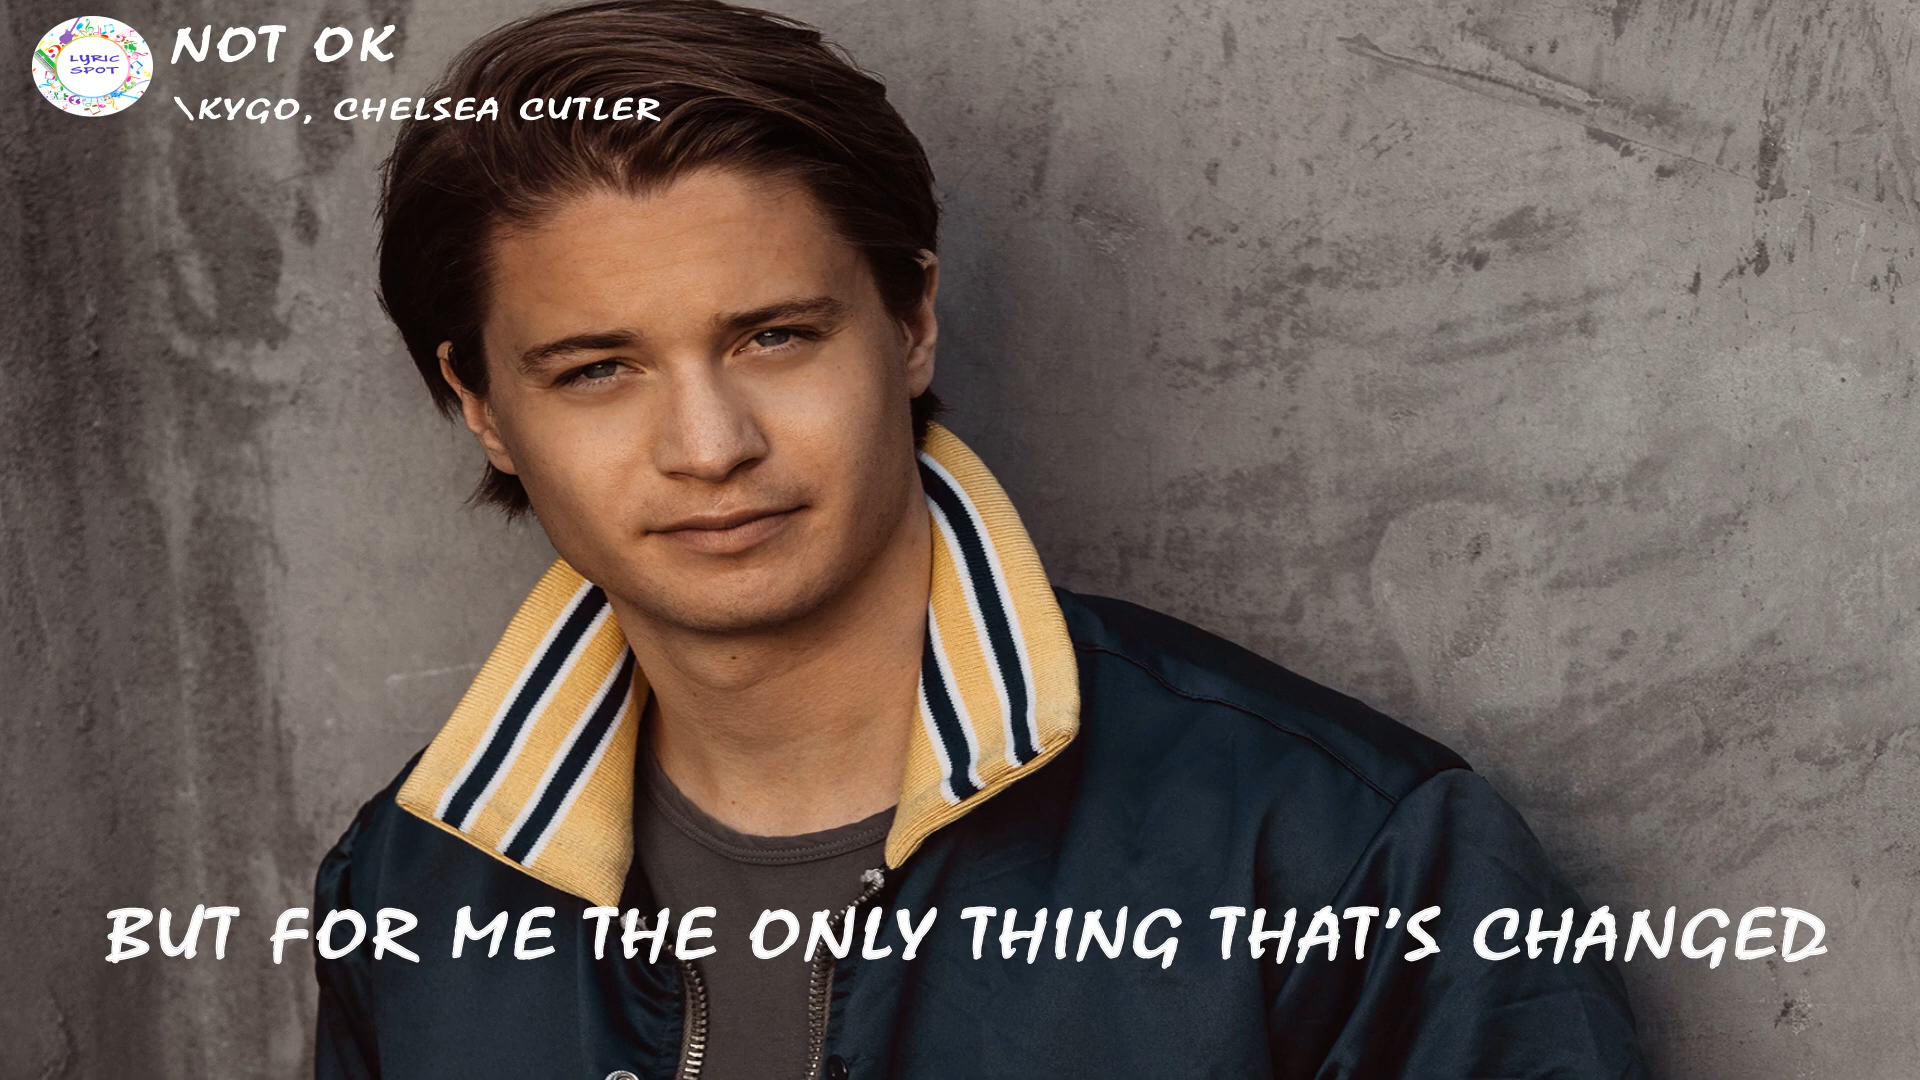 LYRIC
SPOT
NOT OK
\KYGO, CHELSEA CUTLER
BUT FOR ME THE ONLY THING THAT'S CHANGED